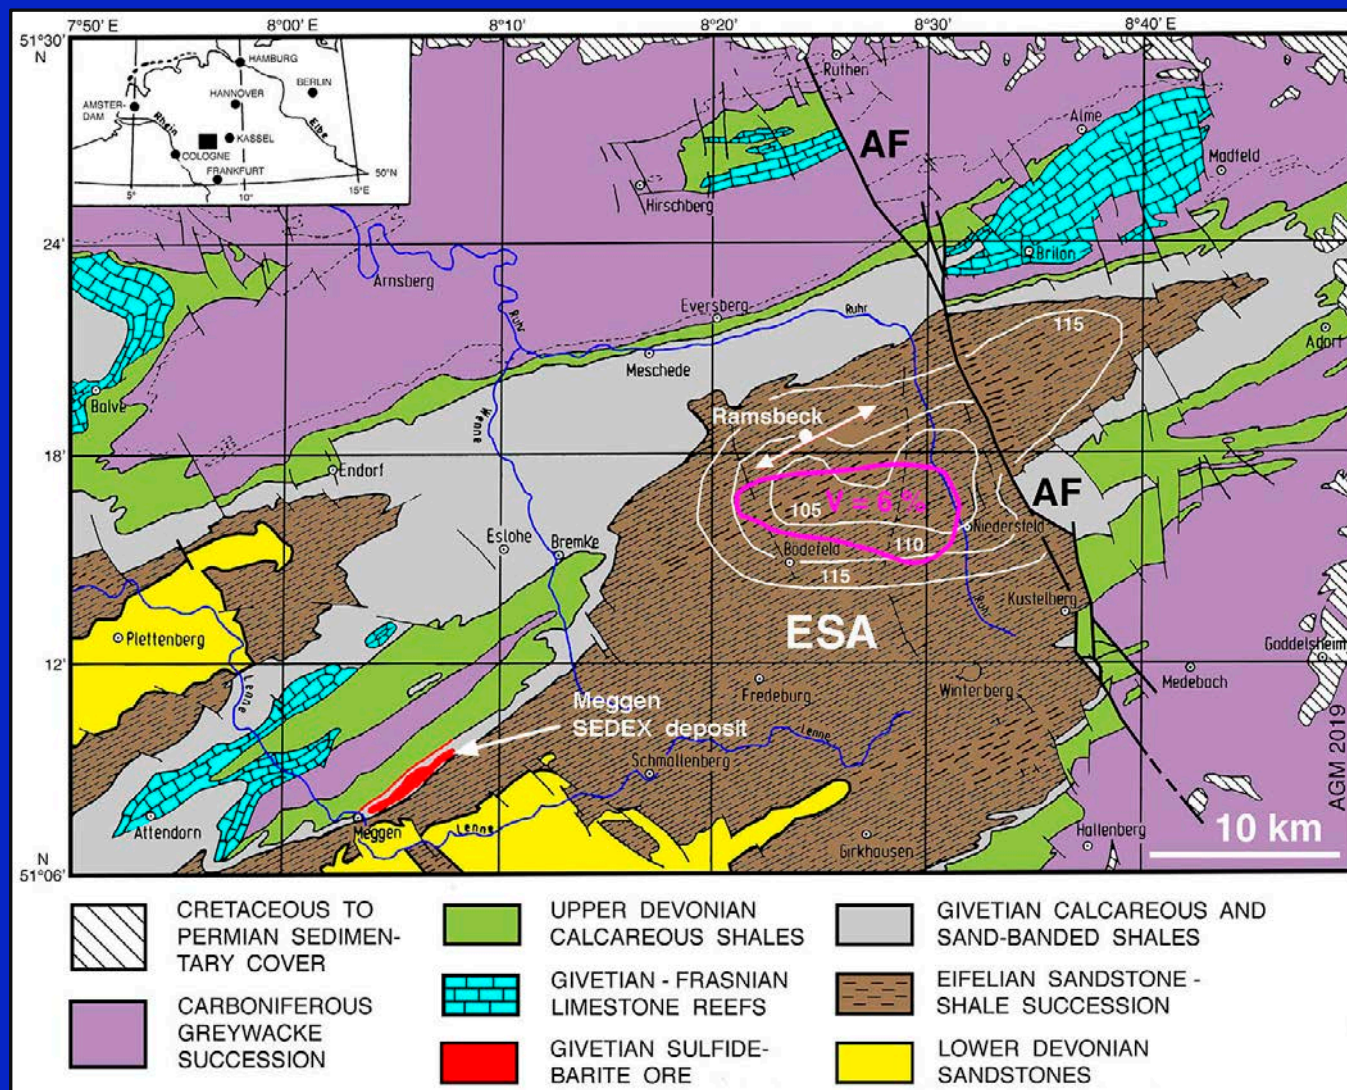 7°50' E
8°00' E
8°10'
8°20'
8°30'
8°40' E
51°30'
N
HAMBURG
BERLIN
HANNOVER
AMSTER-
DAM
Rhein
Elbe
KASSEL
COLOGNE
FRANKFURT
50°N
5°
10°
15°E
Rüthen
AF
Alme
Madfeld
Hirschberg
24'
Brilon
Arnsberg
Ruhr
Eversberg
Ruhr
115
Adorf
Meschede
Balve
Wenne
Ramsbeck
18'
Endorf
AF
105
V = 6 %
Niedersfeld
Eslohe
Bremke
110
Bödefeld
115
Ruhr
Küstelberg
ESA
Plettenberg
Goddelsheim
12'
Medebach
Lenne
Fredeburg
Winterberg
Meggen
SEDEX deposit
Lenne
Schmallenberg
AGM 2019
Attendorn
Meggen
Lenne
Hallenberg
10 km
Girkhausen
N
51°06'
CRETACEOUS TO
PERMIAN SEDIMEN-
TARY COVER
CARBONIFEROUS
GREYWACKE
SUCCESSION
UPPER DEVONIAN
CALCAREOUS SHALES
GIVETIAN - FRASNIAN
LIMESTONE REEFS
GIVETIAN SULFIDE-
BARITE ORE
GIVETIAN CALCAREOUS AND
SAND-BANDED SHALES
EIFELIAN SANDSTONE -
SHALE SUCCESSION
LOWER DEVONIAN
SANDSTONES